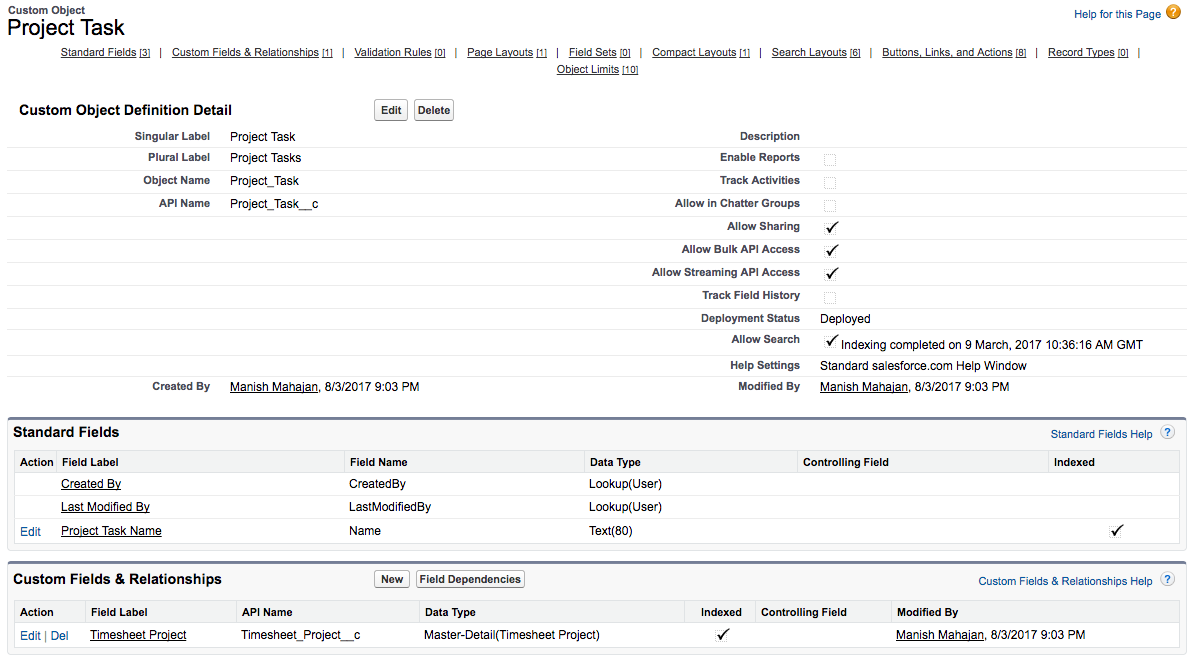 Custom Object
Project Task
Help for this Page ?
Standard Fields [3] | Custom Fields & Relationships [1] | Validation Rules [0] | Page Layouts [1] | Field Sets [0] | Compact Layouts [1] | Search Layouts [6] | Buttons, Links, and Actions [8] | Record Types [0] |
Object Limits [10]
Custom Object Definition Detail Edit Delete
Singular Label Project Task Description
Plural Label Project Tasks Enable Reports
Object Name Project_Task Track Activities
API Name Project_Task__c Allow in Chatter Groups
Allow Sharing
Allow Bulk API Access
Allow Streaming API Access
Track Field History
Deployment Status Deployed
Allow Search Indexing completed on 9 March, 2017 10:36:16 AM GMT
Help Settings Standard salesforce.com Help Window
Created By Manish Mahajan, 8/3/2017 9:03 PM Modified By Manish Mahajan, 8/3/2017 9:03 PM
Standard Fields Standard Fields Help ?
Action Field Label Field Name Data Type Controlling Field Indexed
Created By CreatedBy Lookup(User)
Last Modified By LastModifiedBy Lookup(User)
Edit Project Task Name Name Text(80)
Custom Fields & Relationships New Field Dependencies Custom Fields & Relationships Help ?
Action Field Label API Name Data Type Indexed Controlling Field Modified By
Edit | Del Timesheet Project Timesheet_Project__c Master-Detail(Timesheet Project) Manish Mahajan, 8/3/2017 9:03 PM